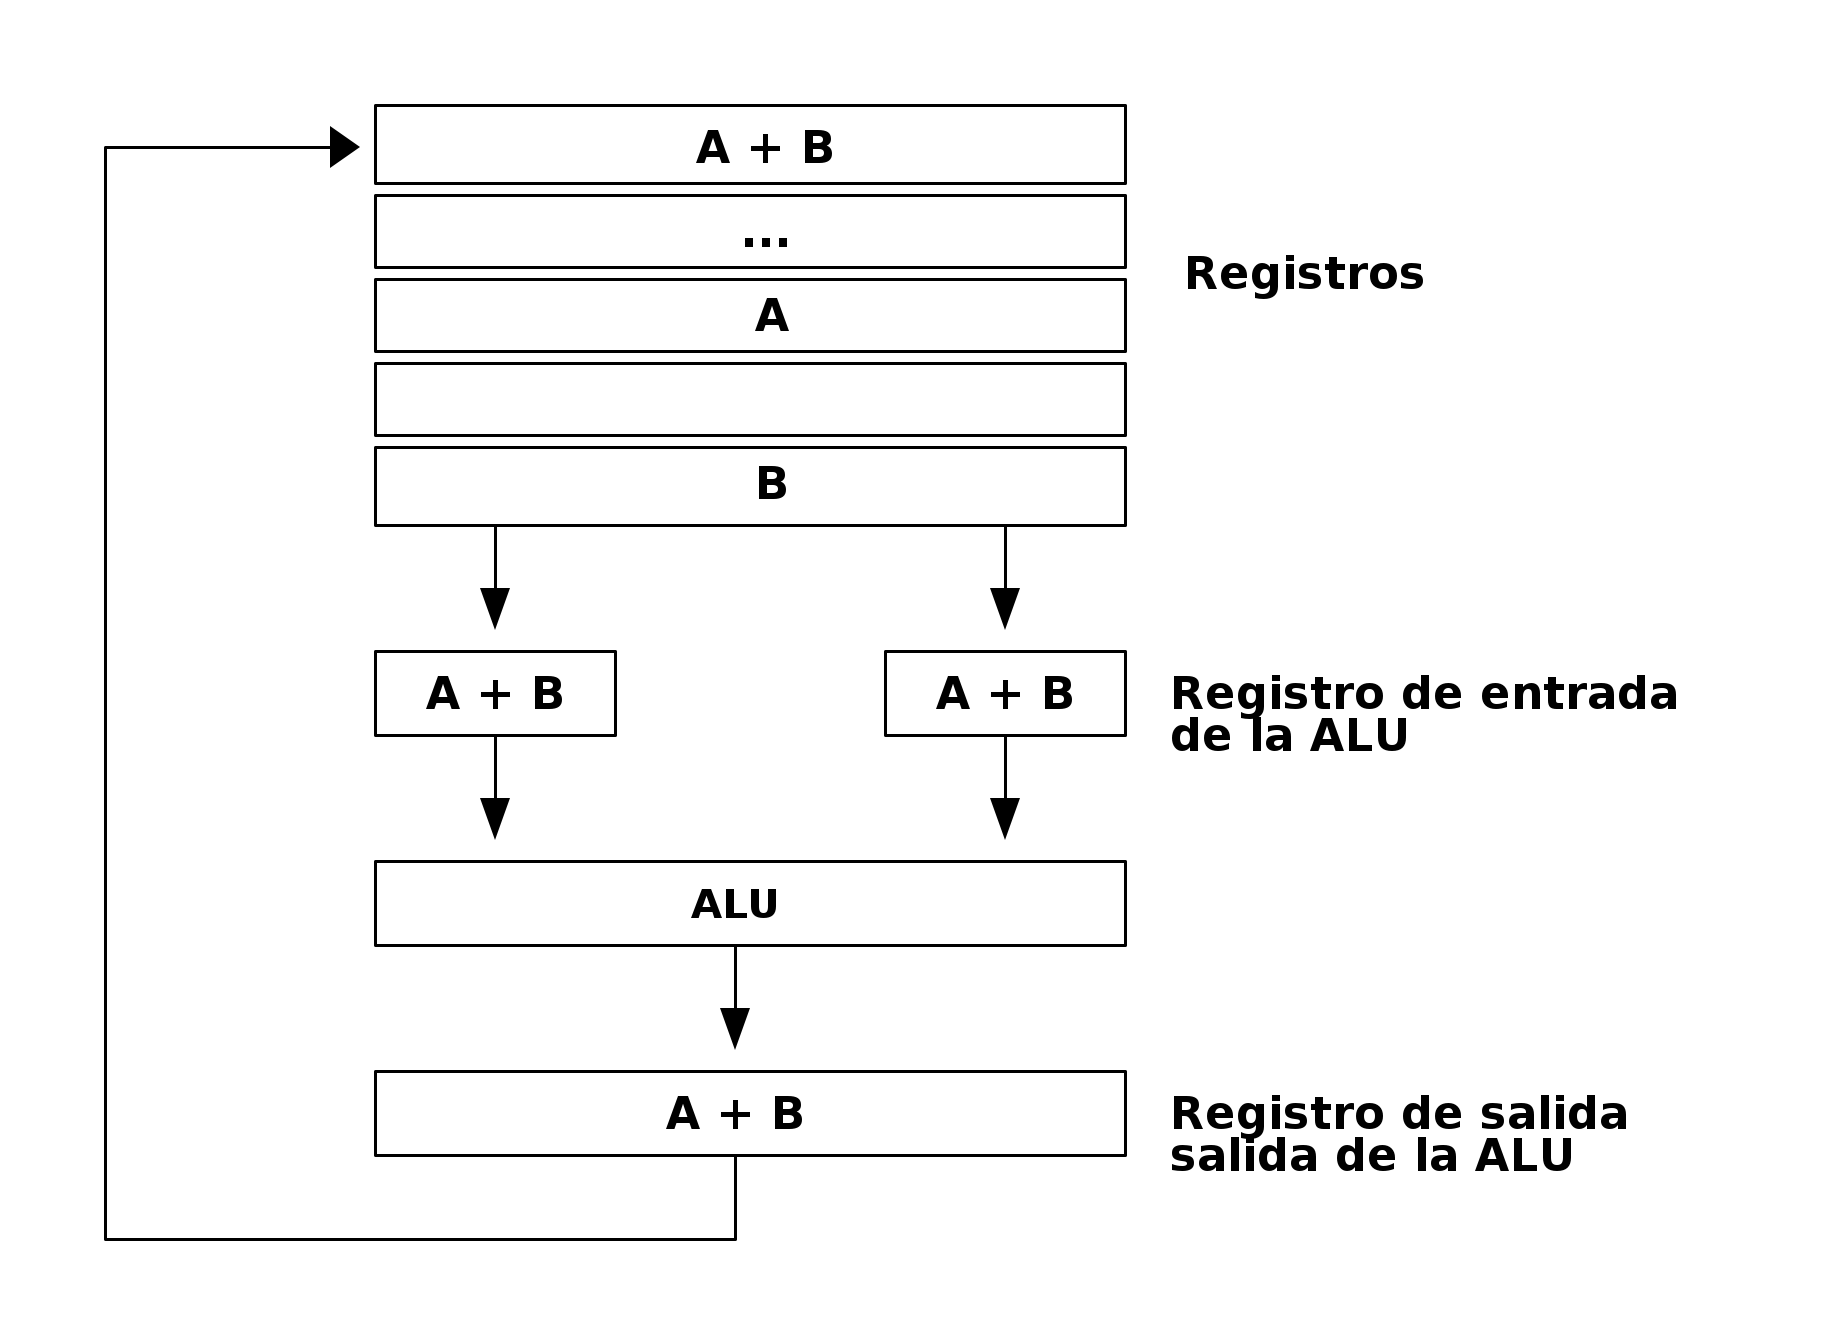 A + B
...
Registros
A
B
A + B
A + B
Registro de entrada
de la ALU
ALU
A + B
Registro de salida
salida de la ALU